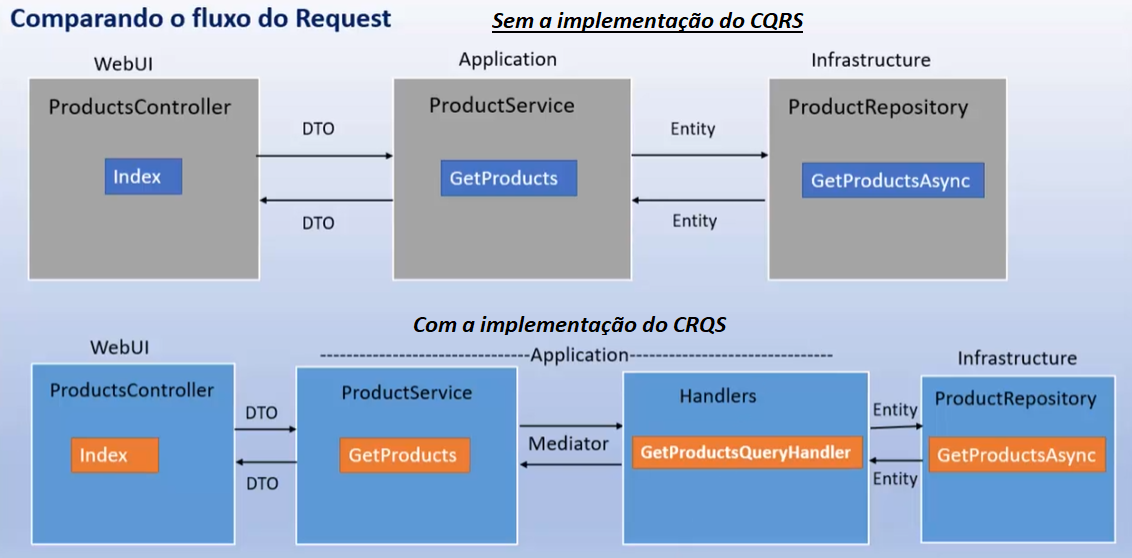 Comparando o fluxo do Request
Sem a implementação do CQRS
WebUI
Application
Infrastructure
ProductsController
ProductService
ProductRepository
DTO
Entity
Index
GetProducts
GetProductsAsync
DTO
Entity
Com a implementação do CRQS
WebUI
--------------------------------Application-------------------------------
Infrastructure
ProductsController
ProductService
Handlers
ProductRepository
DTO
Entity
Index
GetProducts
Mediator
GetProductsQueryHandler
GetProductsAsync
DTO
Entity